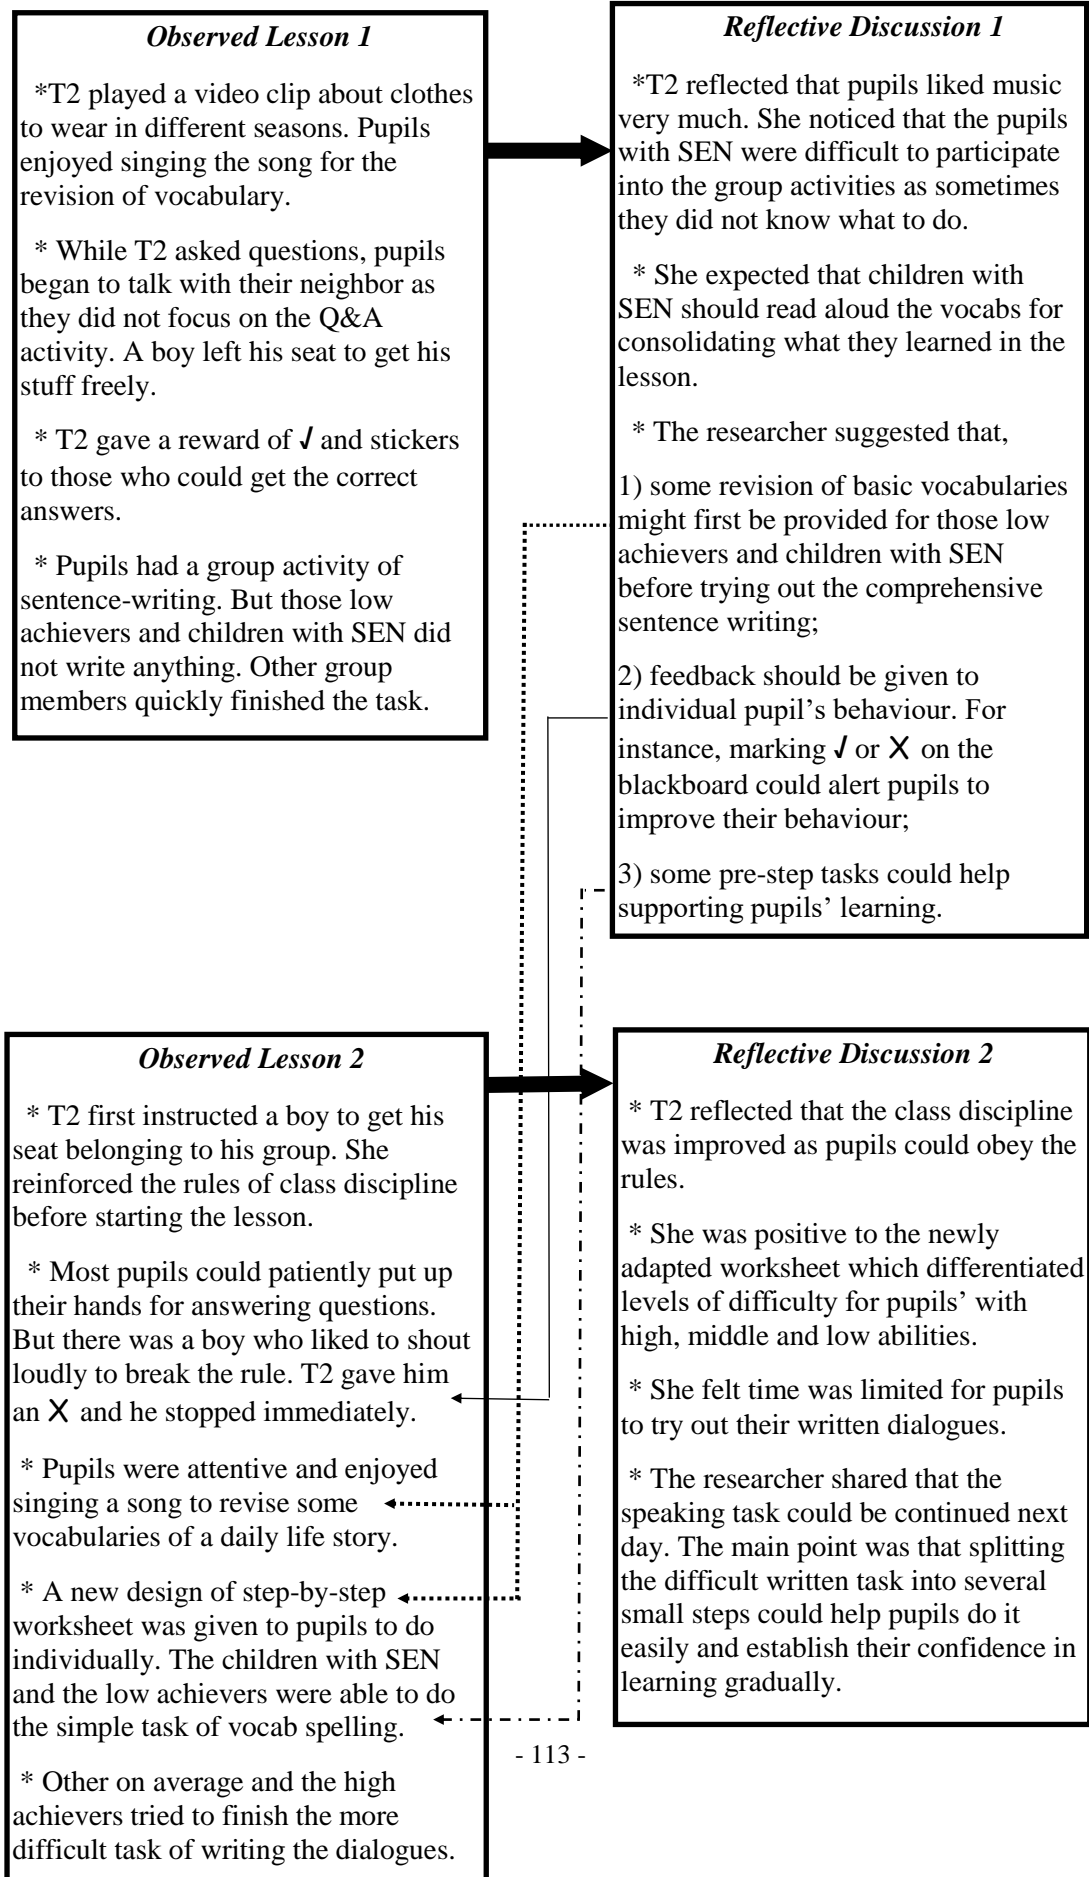 Observed Lesson 1
*T2 played a video clip about clothes
to wear in different seasons. Pupils
enjoyed singing the song for the
revision of vocabulary.
* While T2 asked questions, pupils
began to talk with their neighbor as
they did not focus on the Q&A
activity. A boy left his seat to get his
stuff freely.
* T2 gave a reward of √ and stickers
to those who could get the correct
answers.
* Pupils had a group activity of
sentence-writing. But those low
achievers and children with SEN did
not write anything. Other group
members quickly finished the task.
Reflective Discussion 1
*T2 reflected that pupils liked music
very much. She noticed that the pupils
with SEN were difficult to participate
into the group activities as sometimes
they did not know what to do.
* She expected that children with
SEN should read aloud the vocabs for
consolidating what they learned in the
lesson.
* The researcher suggested that,
1) some revision of basic vocabularies
might first be provided for those low
achievers and children with SEN
before trying out the comprehensive
sentence writing;
2) feedback should be given to
individual pupil’s behaviour. For
instance, marking √ or X on the
blackboard could alert pupils to
improve their behaviour;
3) some pre-step tasks could help
supporting pupils’ learning.
Observed Lesson 2
* T2 first instructed a boy to get his
seat belonging to his group. She
reinforced the rules of class discipline
before starting the lesson.
* Most pupils could patiently put up
their hands for answering questions.
But there was a boy who liked to shout
loudly to break the rule. T2 gave him
an X and he stopped immediately.
* Pupils were attentive and enjoyed
singing a song to revise some
vocabularies of a daily life story.
* A new design of step-by-step
worksheet was given to pupils to do
individually. The children with SEN
and the low achievers were able to do
the simple task of vocab spelling.
* Other on average and the high
achievers tried to finish the more
difficult task of writing the dialogues.
Reflective Discussion 2
* T2 reflected that the class discipline
was improved as pupils could obey the
rules.
* She was positive to the newly
adapted worksheet which differentiated
levels of difficulty for pupils’ with
high, middle and low abilities.
* She felt time was limited for pupils
to try out their written dialogues.
* The researcher shared that the
speaking task could be continued next
day. The main point was that splitting
the difficult written task into several
small steps could help pupils do it
easily and establish their confidence in
learning gradually.
- 113 -